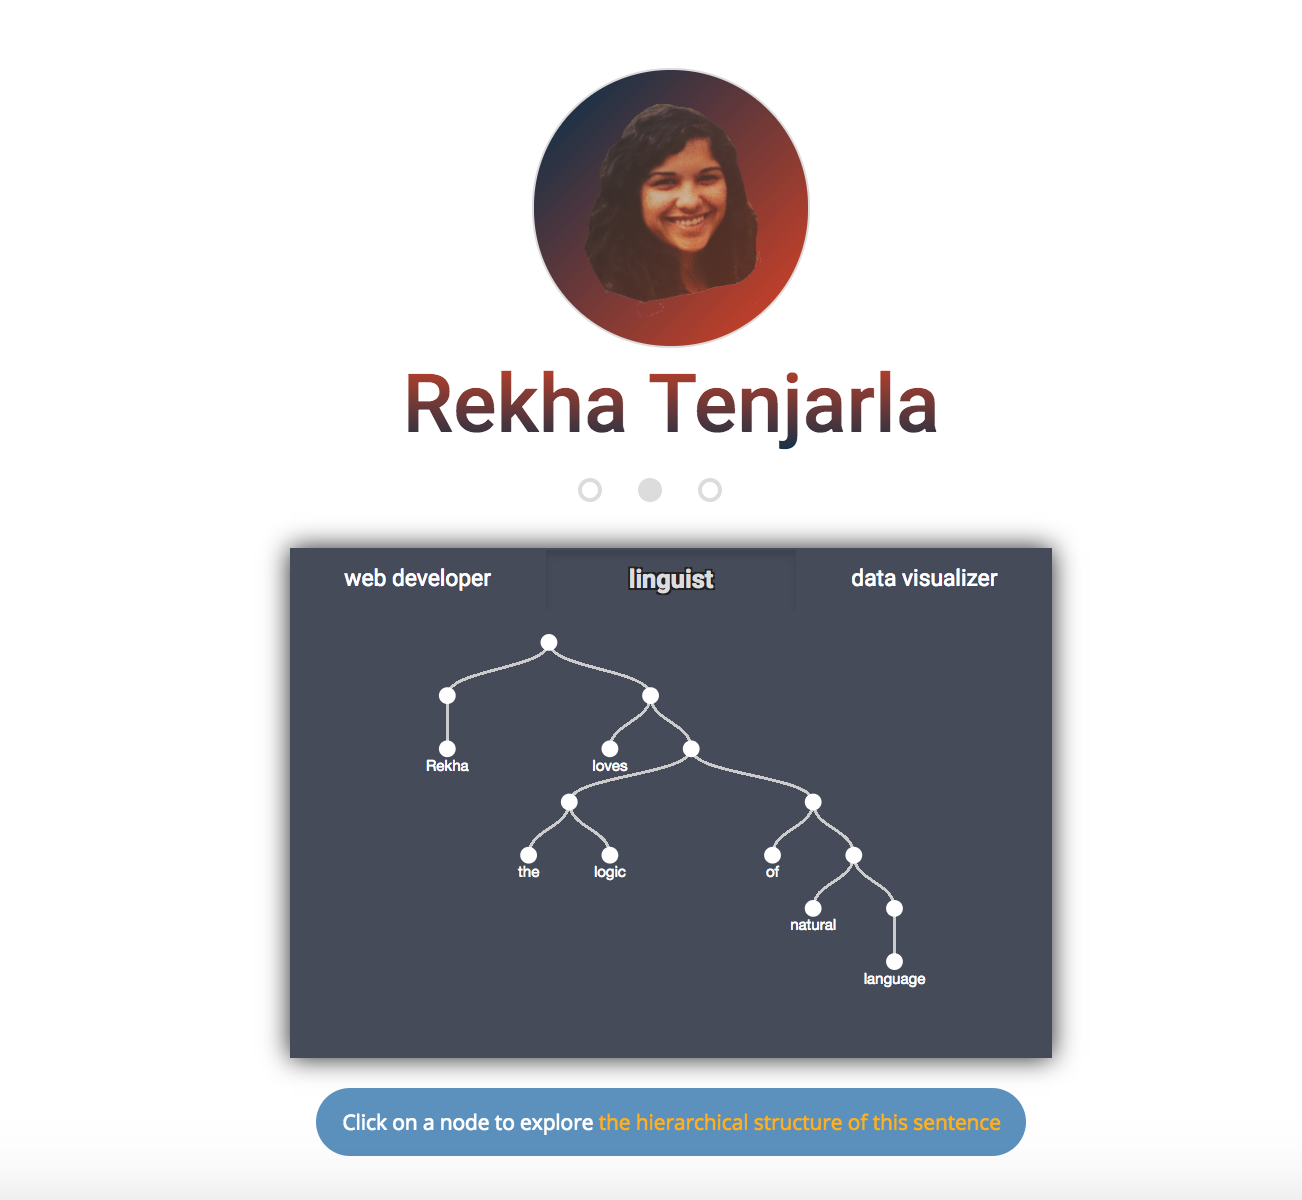 Rekha Tenjarla
web developer linguist data visualizer
Rekha loves
the logic of
natural
language
Click on a node to explore the hierarchical structure of this sentence